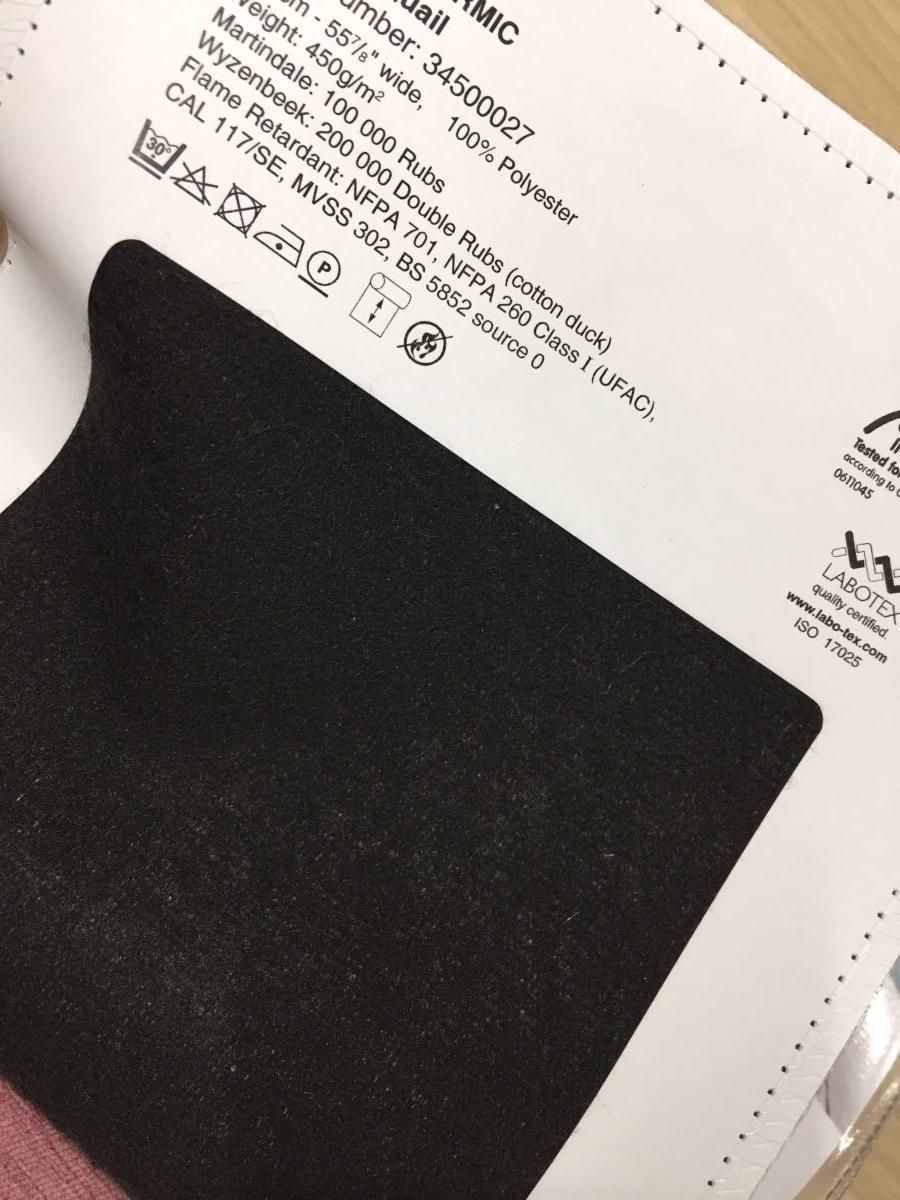 RMIC
uail
umber: 34500027
m - 55⅞" wide, 100% Polyester
Weight: 450g/m²
Martindale: 100 000 Rubs
Wyzenbeek: 200 000 Double Rubs (cotton duck)
Flame Retardant: NFPA 701, NFPA 260 Class I (UFAC),
CAL 117/SE, MVSS 302, BS 5852 source 0
30°
P
Tested fo
according to
0611045
LABOTEX
quality certified.
www.labo-tex.com
ISO 17025